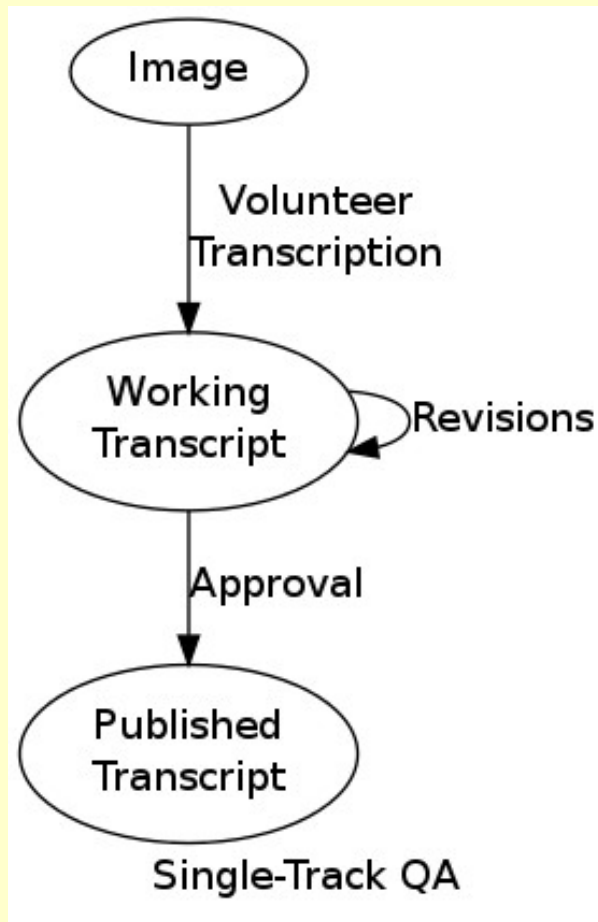 Image
Volunteer
Transcription
Working
Transcript
Revisions
Approval
Published
Transcript
Single-Track QA